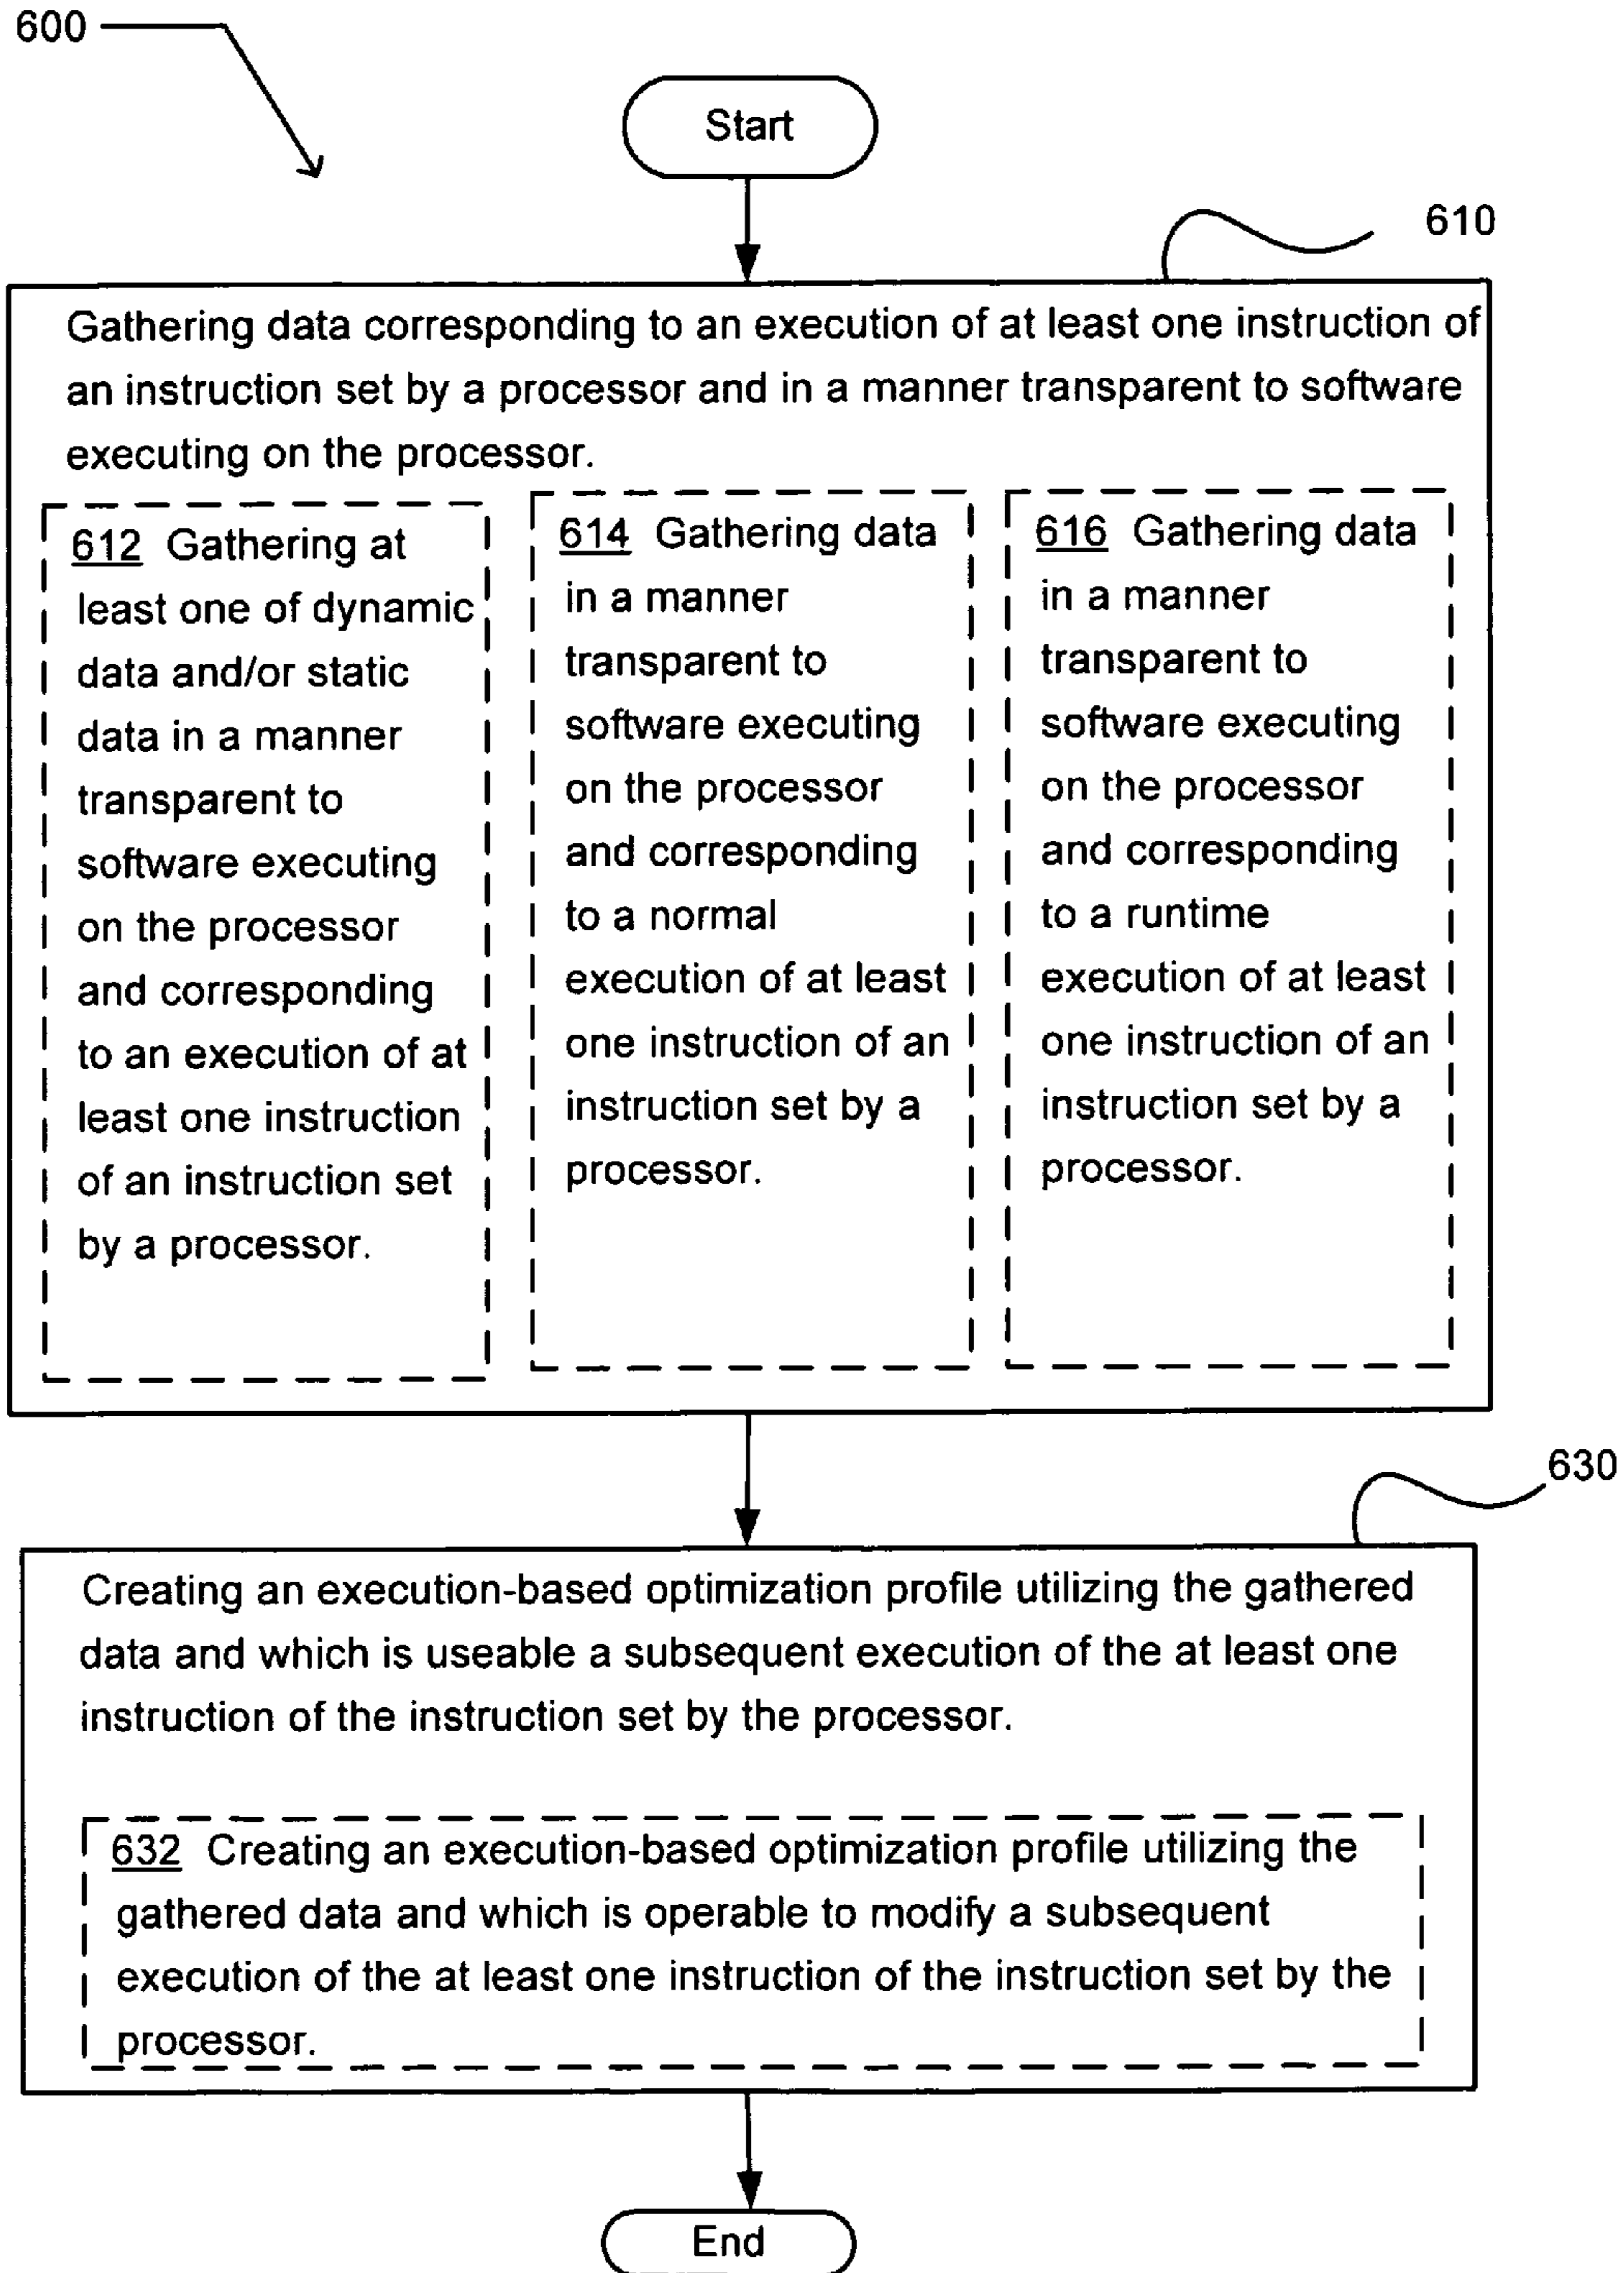 600
Start
610
Gathering data corresponding to an execution of at least one instruction of
an instruction set by a processor and in a manner transparent to software
executing on the processor.
612 Gathering at
least one of dynamic
data and/or static
data in a manner
transparent to
software executing
on the processor
and corresponding
to an execution of at
least one instruction
of an instruction set
by a processor.
614 Gathering data
in a manner
transparent to
software executing
on the processor
and corresponding
to a normal
execution of at least
one instruction of an
instruction set by a
processor.
616 Gathering data
in a manner
transparent to
software executing
on the processor
and corresponding
to a runtime
execution of at least
one instruction of an
instruction set by a
processor.
630
Creating an execution-based optimization profile utilizing the gathered
data and which is useable a subsequent execution of the at least one
instruction of the instruction set by the processor.
632 Creating an execution-based optimization profile utilizing the
gathered data and which is operable to modify a subsequent
execution of the at least one instruction of the instruction set by the
processor.
End